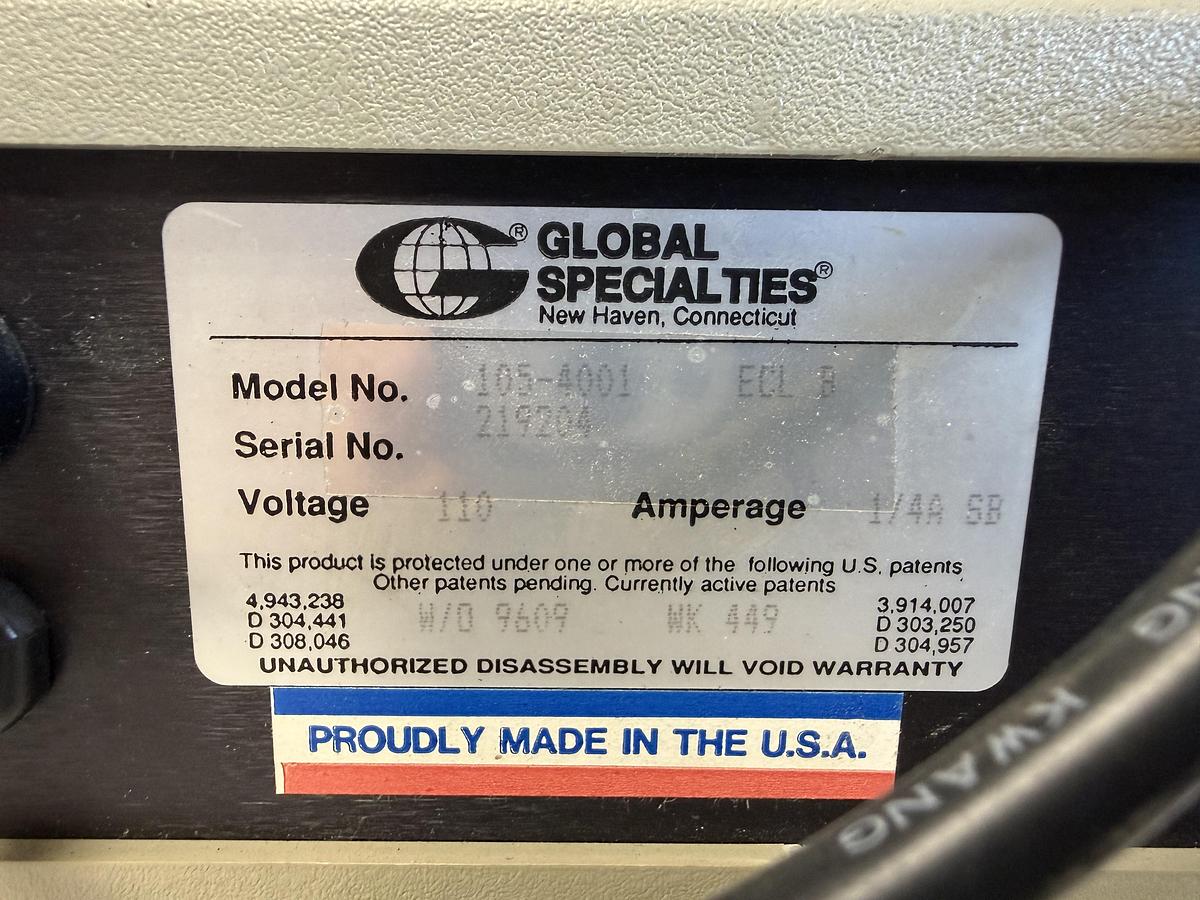 GLOBAL
SPECIALTIES®
New Haven, Connecticut
Model No. 105-4001 ECL B
219204
Serial No.
Voltage 110 Amperage 1/4A SB
This product is protected under one or more of the following U.S. patents
Other patents pending. Currently active patents
4,943,238 3,914,007
D 304,441 W/O 9609 WK 449 D 303,250
D 308,046 D 304,957
UNAUTHORIZED DISASSEMBLY WILL VOID WARRANTY
PROUDLY MADE IN THE U.S.A.
KWANG